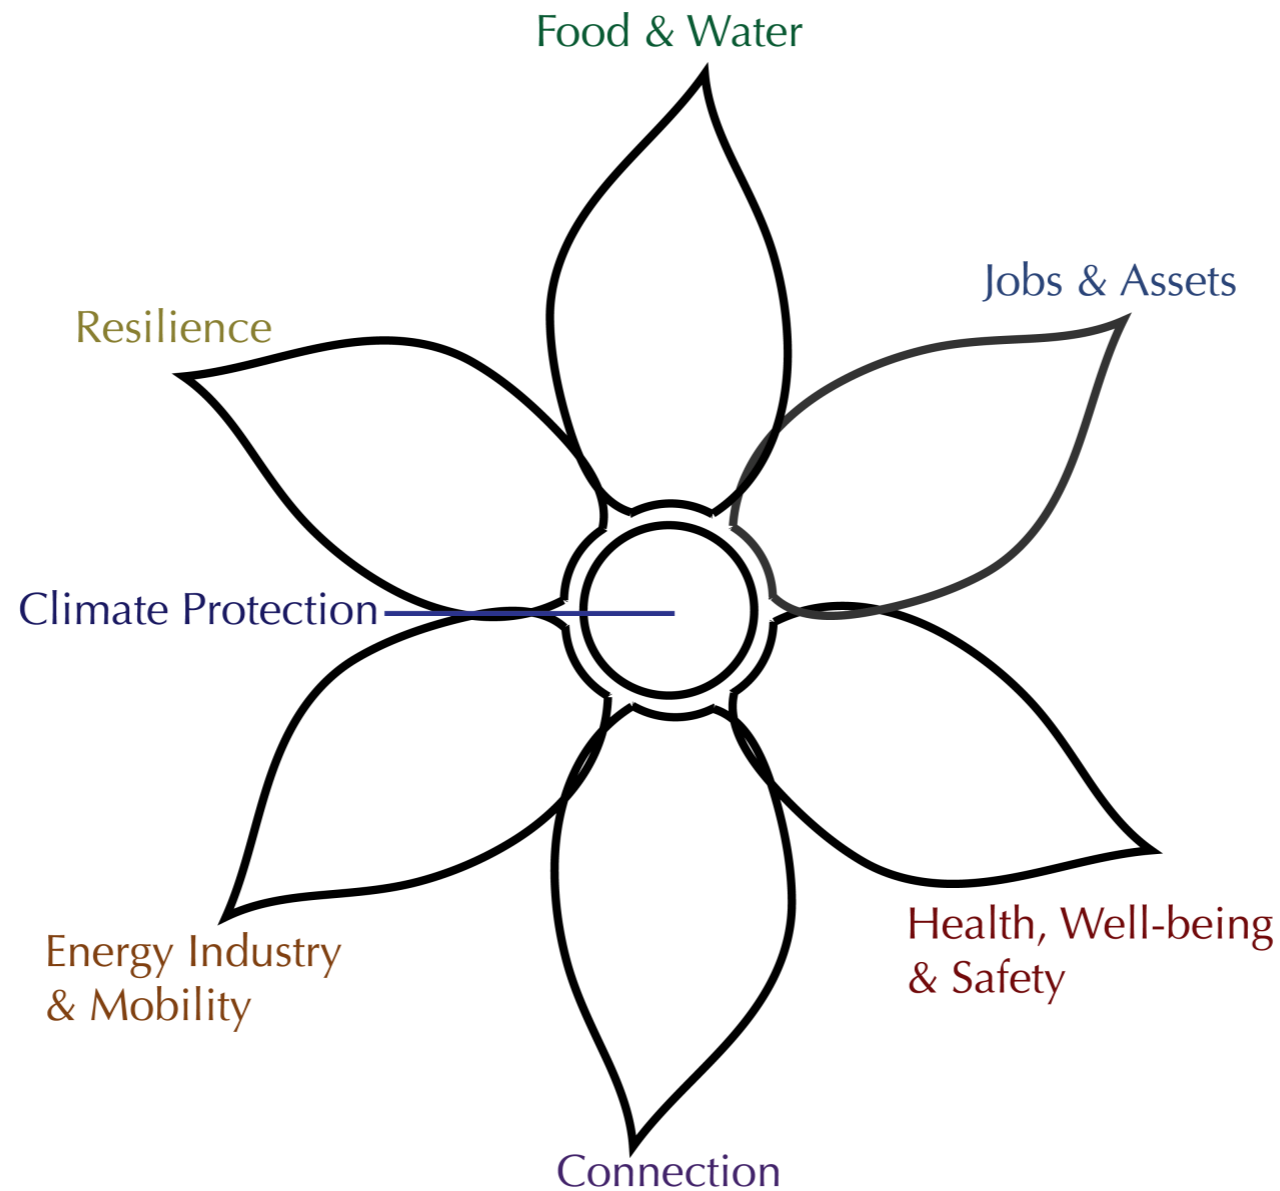 Food & Water
Jobs & Assets
Resilience
Climate Protection
Health, Well-being
& Safety
Energy Industry
& Mobility
Connection